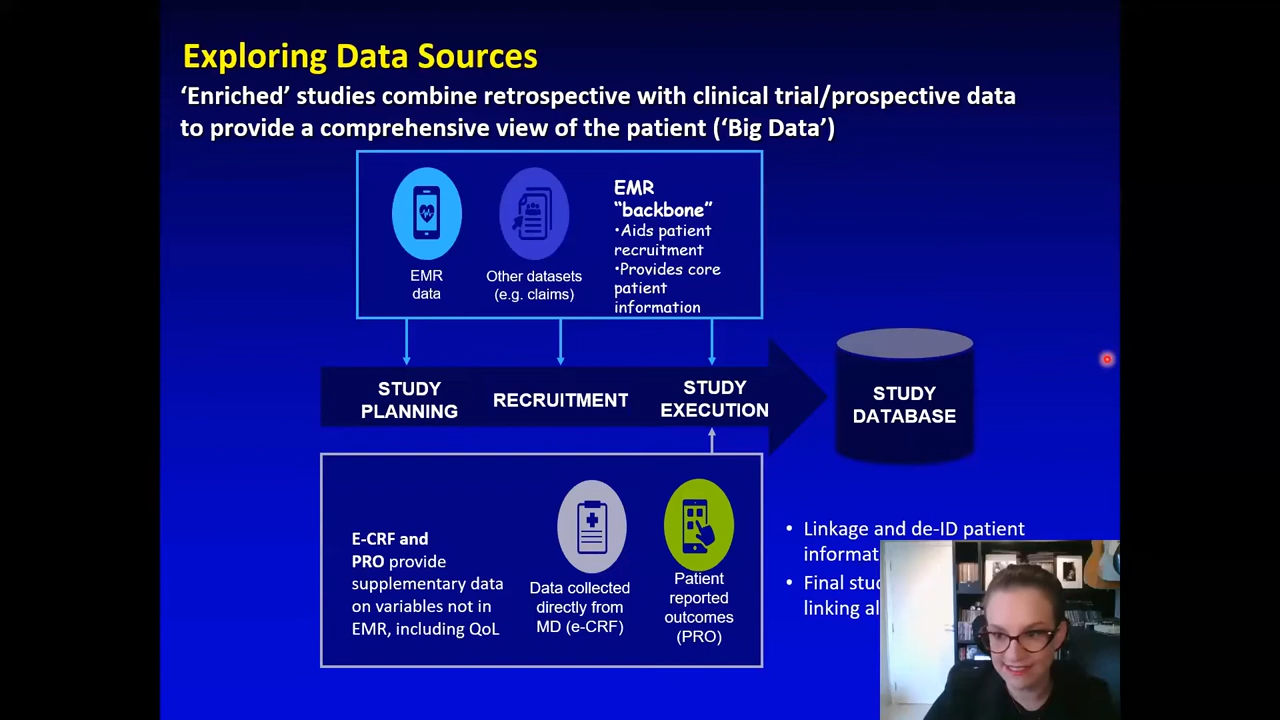 Exploring Data Sources
‘Enriched’ studies combine retrospective with clinical trial/prospective data
to provide a comprehensive view of the patient (‘Big Data’)
EMR
data
Other datasets
(e.g. claims)
EMR
“backbone”
•Aids patient
recruitment
•Provides core
patient
information
STUDY
PLANNING
RECRUITMENT
STUDY
EXECUTION
STUDY
DATABASE
E-CRF and
PRO provide
supplementary data
on variables not in
EMR, including QoL
Data collected
directly from
MD (e-CRF)
Patient
reported
outcomes
(PRO)
• Linkage and de-ID patient
• Final
linking